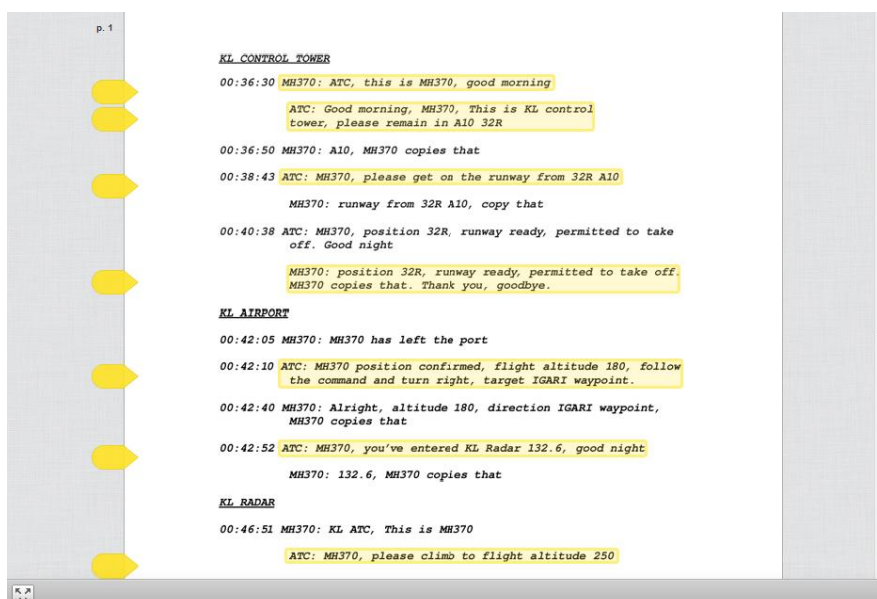 p. 1
KL CONTROL TOWER
00:36:30 MH370: ATC, this is MH370, good morning
ATC: Good morning, MH370, This is KL control
tower, please remain in A10 32R
00:36:50 MH370: A10, MH370 copies that
00:38:43 ATC: MH370, please get on the runway from 32R A10
MH370: runway from 32R A10, copy that
00:40:38 ATC: MH370, position 32R, runway ready, permitted to take
off. Good night
MH370: position 32R, runway ready, permitted to take off.
MH370 copies that. Thank you, goodbye.
KL AIRPORT
00:42:05 MH370: MH370 has left the port
00:42:10 ATC: MH370 position confirmed, flight altitude 180, follow
the command and turn right, target IGARI waypoint.
00:42:40 MH370: Alright, altitude 180, direction IGARI waypoint,
MH370 copies that
00:42:52 ATC: MH370, you've entered KL Radar 132.6, good night
MH370: 132.6, MH370 copies that
KL RADAR
00:46:51 MH370: KL ATC, This is MH370
ATC: MH370, please climb to flight altitude 250